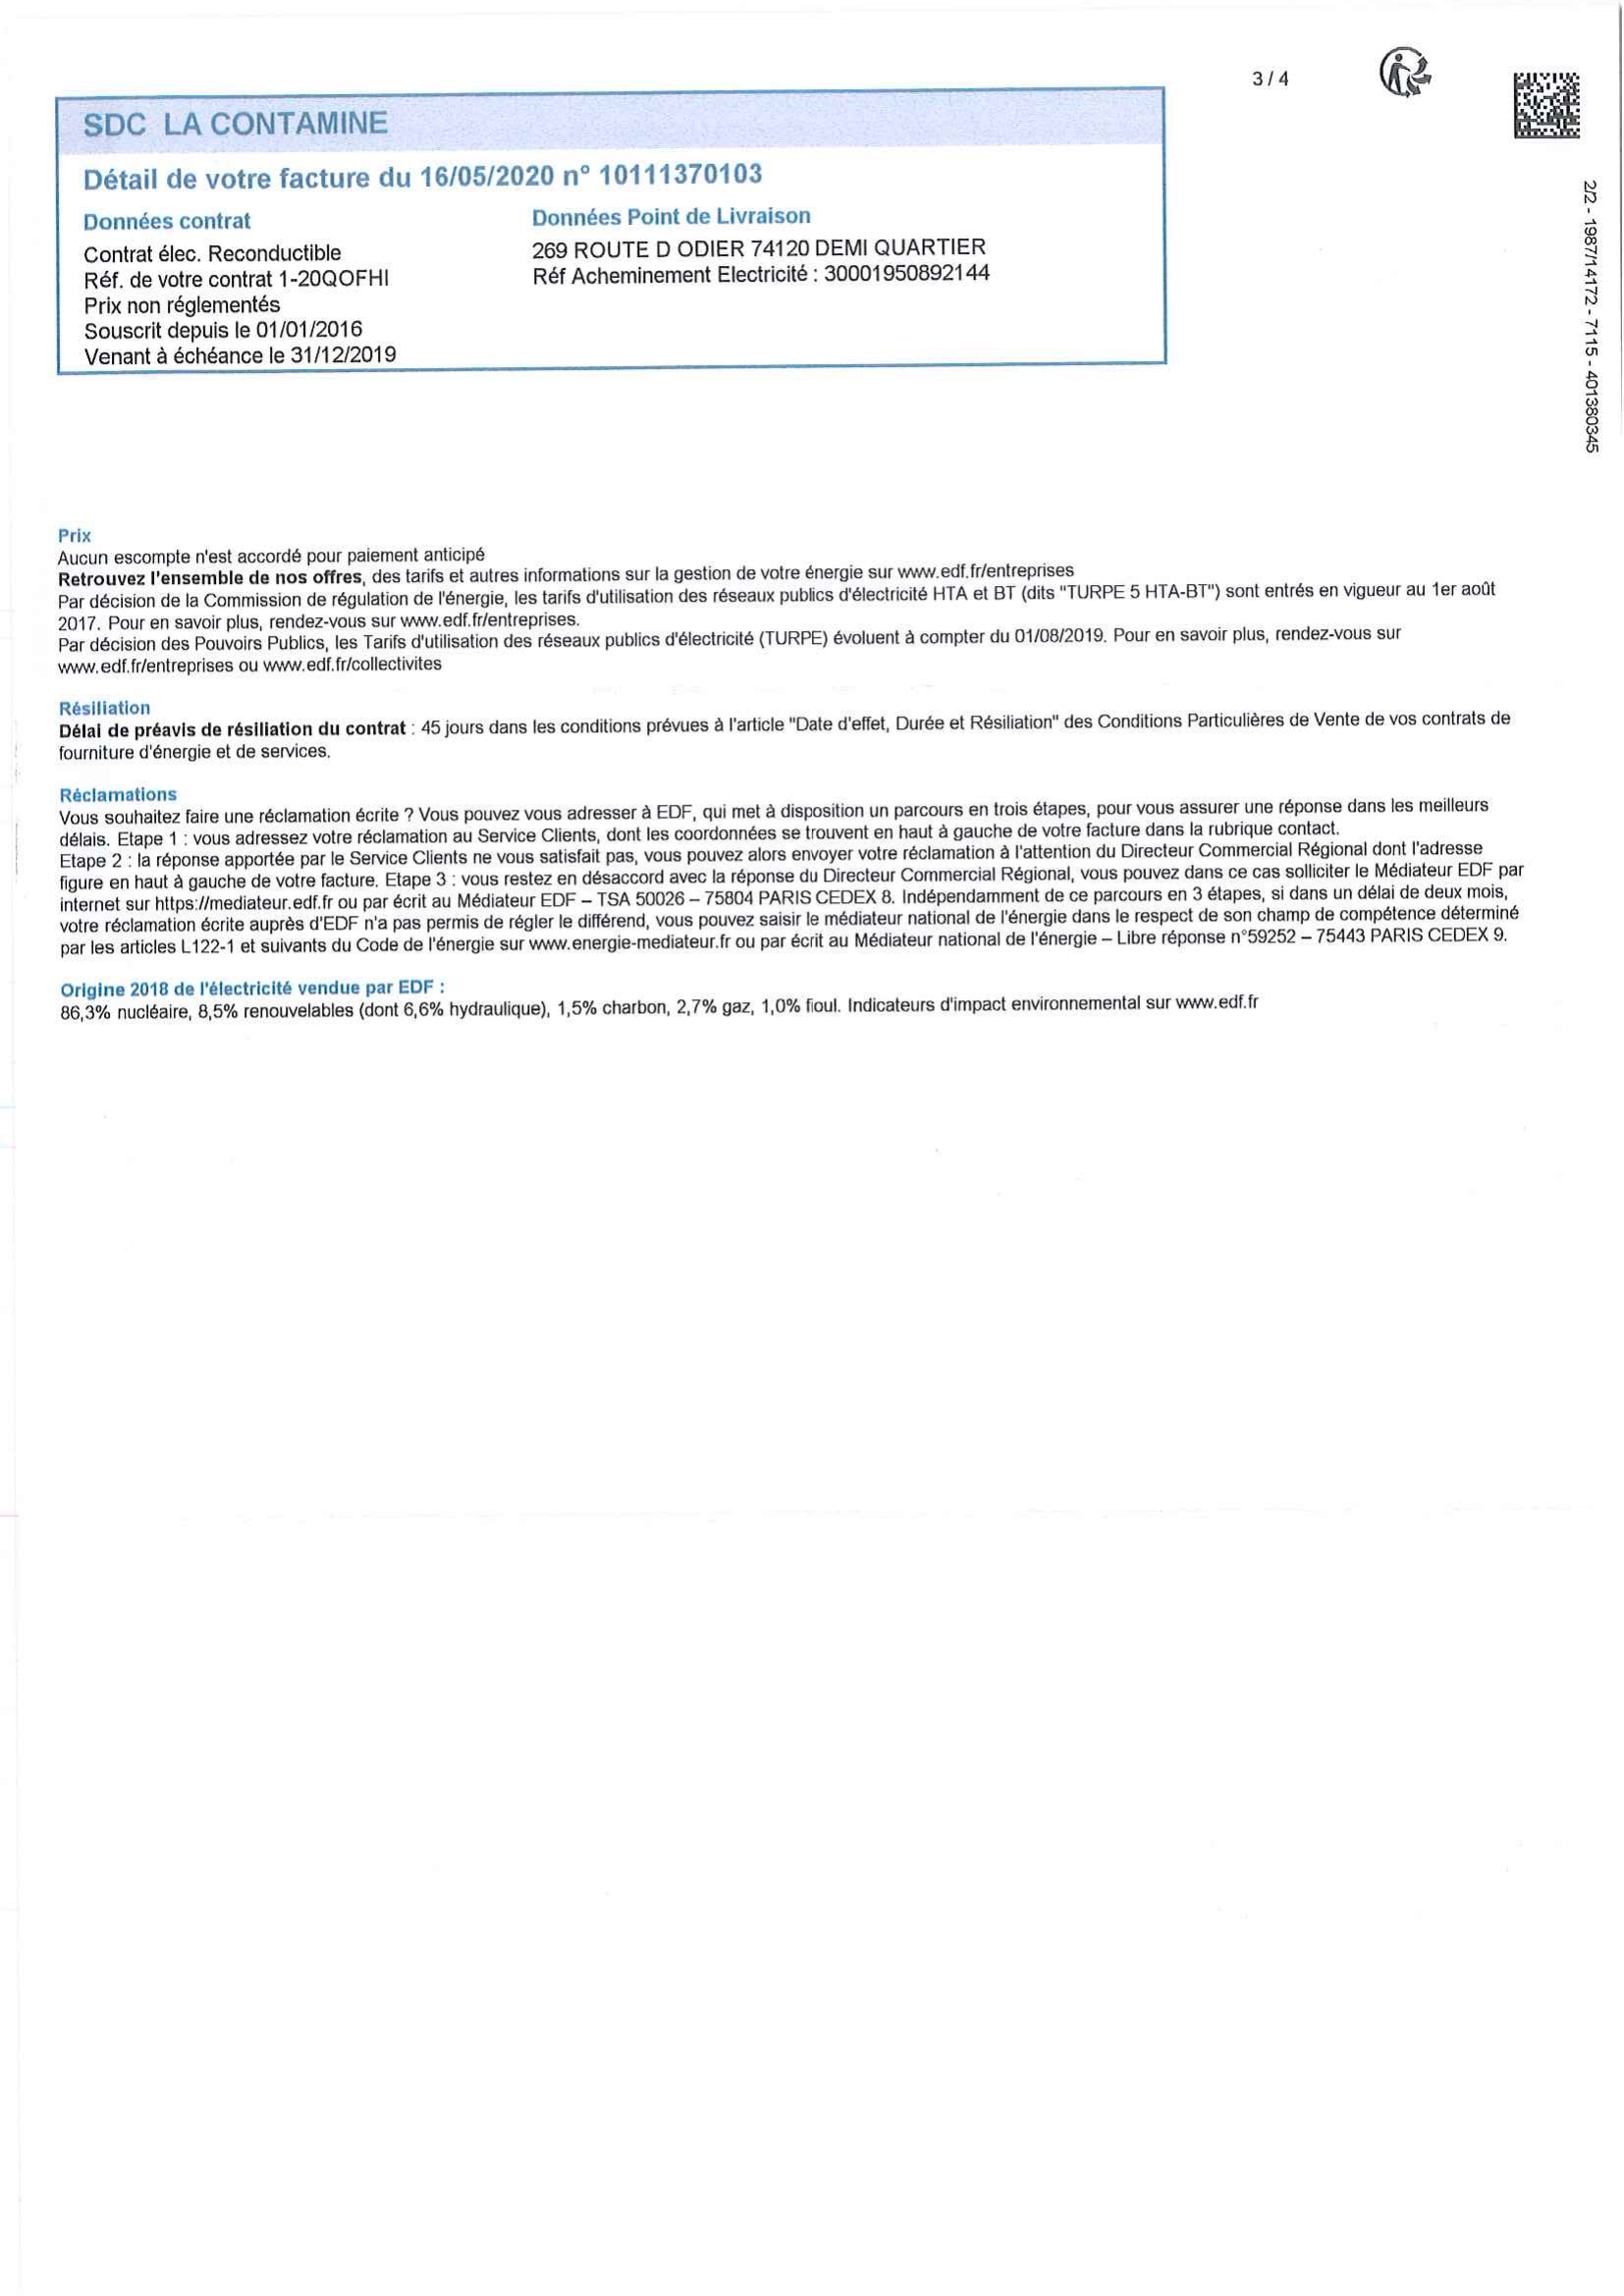 3 / 4
SDC LA CONTAMINE
Détail de votre facture du 16/05/2020 n° 10111370103
Données contrat
Contrat élec. Reconductible
Réf. de votre contrat 1-20QOFHI
Prix non réglementés
Souscrit depuis le 01/01/2016
Venant à échéance le 31/12/2019
Données Point de Livraison
269 ROUTE D ODIER 74120 DEMI QUARTIER
Réf Acheminement Electricité : 30001950892144
2/2 - 1987/14172 - 7115 - 401380345
Prix
Aucun escompte n'est accordé pour paiement anticipé
Retrouvez l'ensemble de nos offres, des tarifs et autres informations sur la gestion de votre énergie sur www.edf.fr/entreprises
Par décision de la Commission de régulation de l'énergie, les tarifs d'utilisation des réseaux publics d'électricité HTA et BT (dits "TURPE 5 HTA-BT") sont entrés en vigueur au 1er août
2017. Pour en savoir plus, rendez-vous sur www.edf.fr/entreprises.
Par décision des Pouvoirs Publics, les Tarifs d'utilisation des réseaux publics d'électricité (TURPE) évoluent à compter du 01/08/2019. Pour en savoir plus, rendez-vous sur
www.edf.fr/entreprises ou www.edf.fr/collectivites
Résiliation
Délai de préavis de résiliation du contrat : 45 jours dans les conditions prévues à l'article "Date d'effet, Durée et Résiliation" des Conditions Particulières de Vente de vos contrats de
fourniture d'énergie et de services.
Réclamations
Vous souhaitez faire une réclamation écrite ? Vous pouvez vous adresser à EDF, qui met à disposition un parcours en trois étapes, pour vous assurer une réponse dans les meilleurs
délais. Etape 1 : vous adressez votre réclamation au Service Clients, dont les coordonnées se trouvent en haut à gauche de votre facture dans la rubrique contact.
Etape 2 : la réponse apportée par le Service Clients ne vous satisfait pas, vous pouvez alors envoyer votre réclamation à l'attention du Directeur Commercial Régional dont l'adresse
figure en haut à gauche de votre facture. Etape 3 : vous restez en désaccord avec la réponse du Directeur Commercial Régional, vous pouvez dans ce cas solliciter le Médiateur EDF par
internet sur https://mediateur.edf.fr ou par écrit au Médiateur EDF – TSA 50026 – 75804 PARIS CEDEX 8. Indépendamment de ce parcours en 3 étapes, si dans un délai de deux mois,
votre réclamation écrite auprès d'EDF n'a pas permis de régler le différend, vous pouvez saisir le médiateur national de l'énergie dans le respect de son champ de compétence déterminé
par les articles L122-1 et suivants du Code de l'énergie sur www.energie-mediateur.fr ou par écrit au Médiateur national de l'énergie – Libre réponse n°59252 – 75443 PARIS CEDEX 9.
Origine 2018 de l'électricité vendue par EDF :
86,3% nucléaire, 8,5% renouvelables (dont 6,6% hydraulique), 1,5% charbon, 2,7% gaz, 1,0% fioul. Indicateurs d'impact environnemental sur www.edf.fr